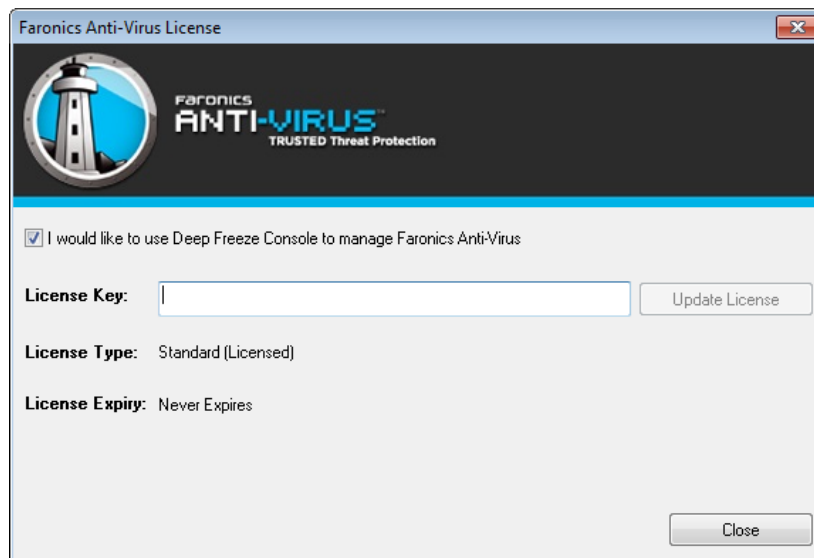 Faronics Anti-Virus License
FARONICS
ANTI-VIRUS™
TRUSTED Threat Protection
I would like to use Deep Freeze Console to manage Faronics Anti-Virus
License Key: Update License
License Type: Standard (Licensed)
License Expiry: Never Expires
Close